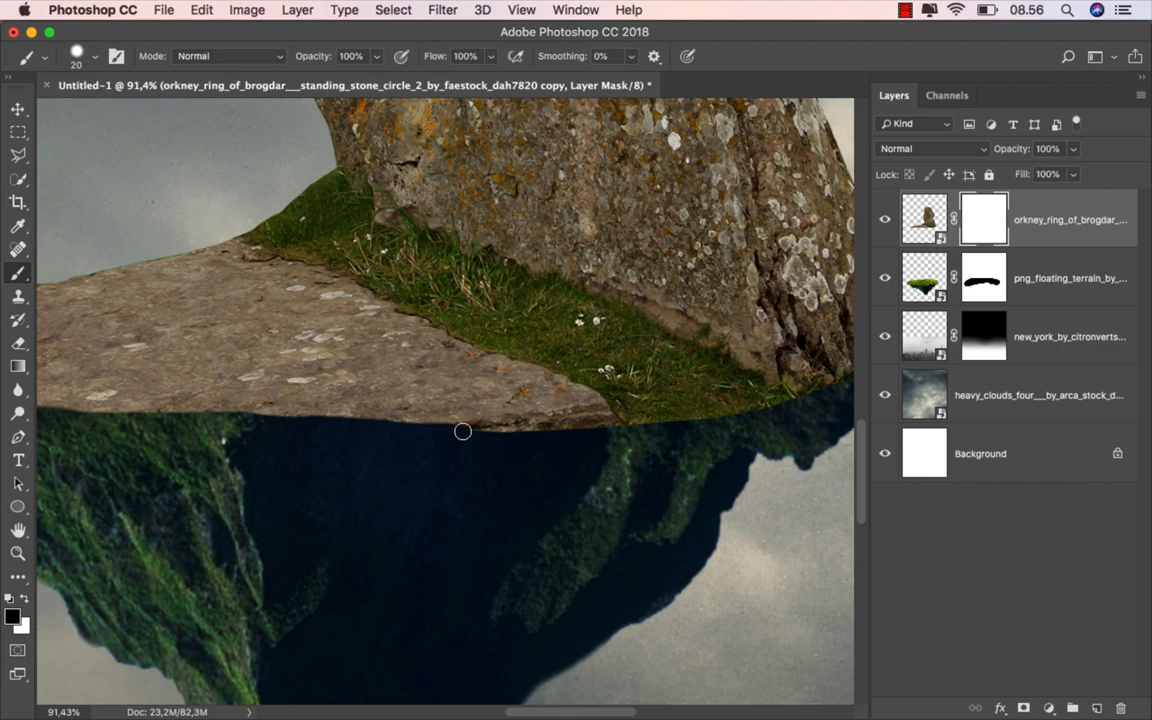 Photoshop CC File Edit Image Layer Type Select Filter 3D View Window Help 08.56
Adobe Photoshop CC 2018
20 Mode: Normal Opacity: 100% Flow: 100% Smoothing: 0%
Untitled-1 @ 91,4% (orkney_ring_of_brogdar___standing_stone_circle_2_by_faestock_dah7820 copy, Layer Mask/8) *
Layers Channels
Kind
Normal Opacity: 100%
Lock: Fill: 100%
orkney_ring_of_brogdar_...
png_floating_terrain_by_...
new_york_by_citronverts...
heavy_clouds_four___by_arca_stock_d...
Background
91,43% Doc: 23,2M/82,3M